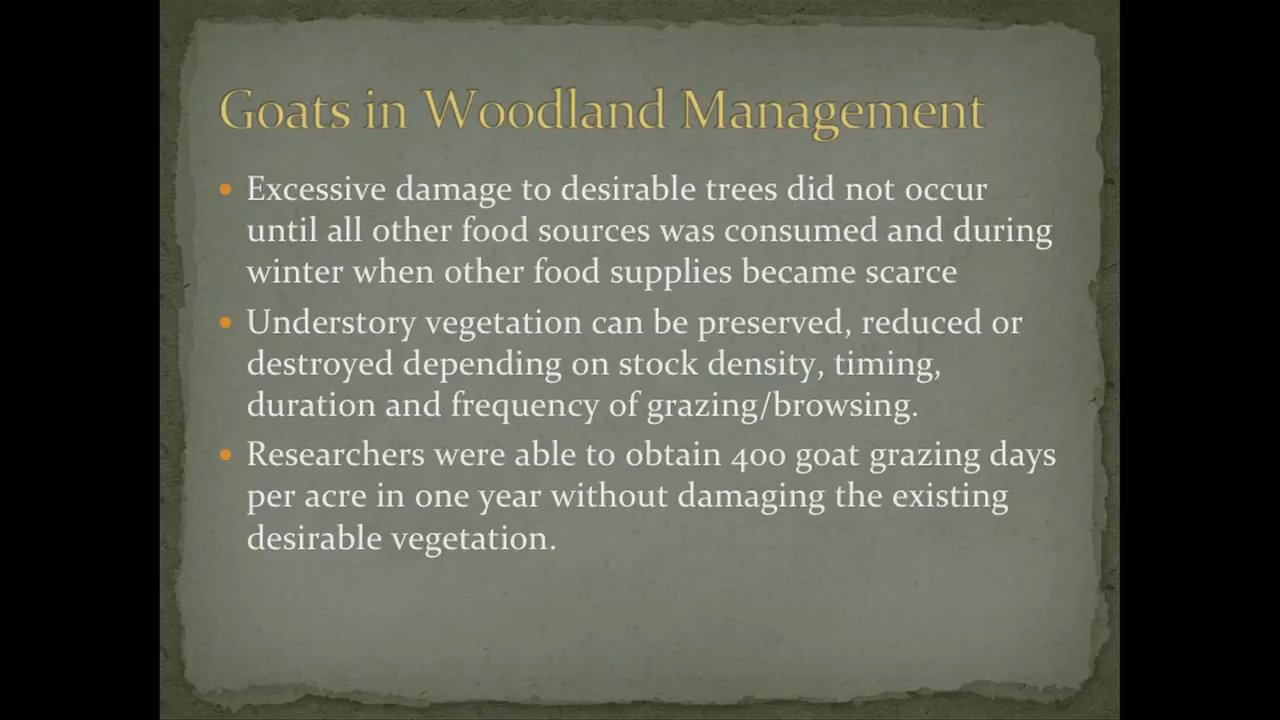 Goats in Woodland Management
• Excessive damage to desirable trees did not occur
until all other food sources was consumed and during
winter when other food supplies became scarce
• Understory vegetation can be preserved, reduced or
destroyed depending on stock density, timing,
duration and frequency of grazing/browsing.
• Researchers were able to obtain 400 goat grazing days
per acre in one year without damaging the existing
desirable vegetation.